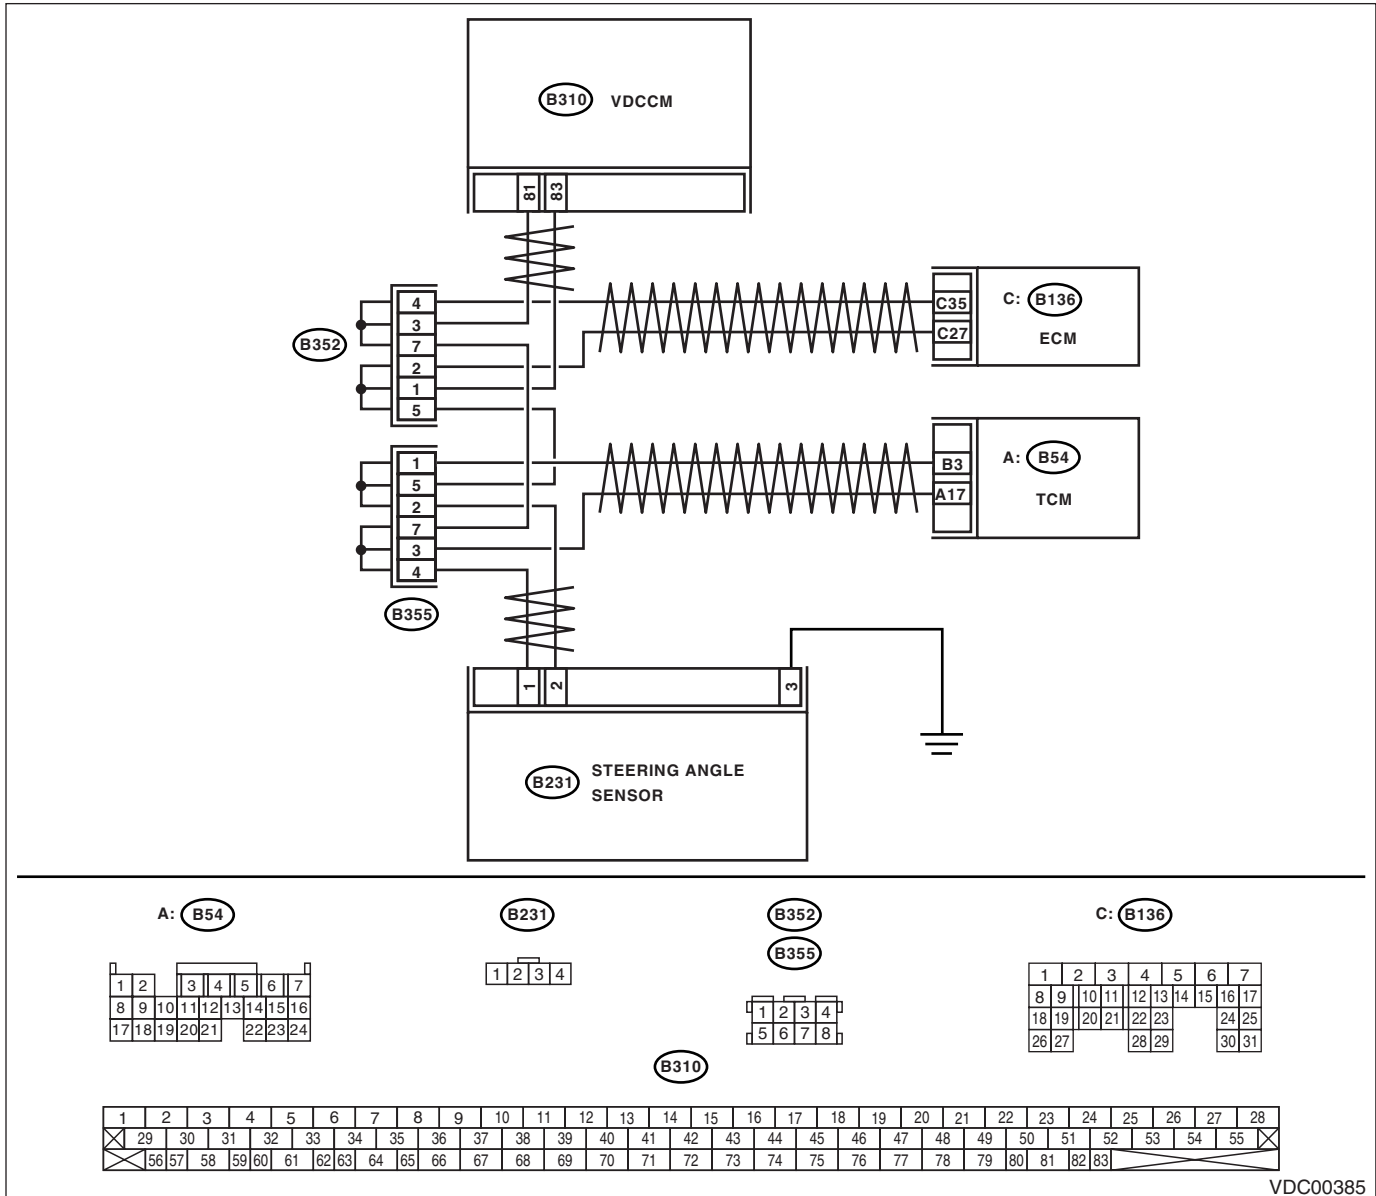 B310 VDCCM
81 83
4
3
7
2
1
5
B352
C35
C27
C: B136
ECM
1
5
2
7
3
4
B355
B3
A17
A: B54
TCM
1 2 3
B231 STEERING ANGLE
SENSOR
A: B54
B231
B352
B355
C: B136
1 2 3 4 5 6 7
8 9 10 11 12 13 14 15 16
17 18 19 20 21 22 23 24
1 2 3 4
1 2 3 4
5 6 7 8
1 2 3 4 5 6 7
8 9 10 11 12 13 14 15 16 17
18 19 20 21 22 23 24 25
26 27 28 29 30 31
B310
1 2 3 4 5 6 7 8 9 10 11 12 13 14 15 16 17 18 19 20 21 22 23 24 25 26 27 28
29 30 31 32 33 34 35 36 37 38 39 40 41 42 43 44 45 46 47 48 49 50 51 52 53 54 55
56 57 58 59 60 61 62 63 64 65 66 67 68 69 70 71 72 73 74 75 76 77 78 79 80 81 82 83
VDC00385